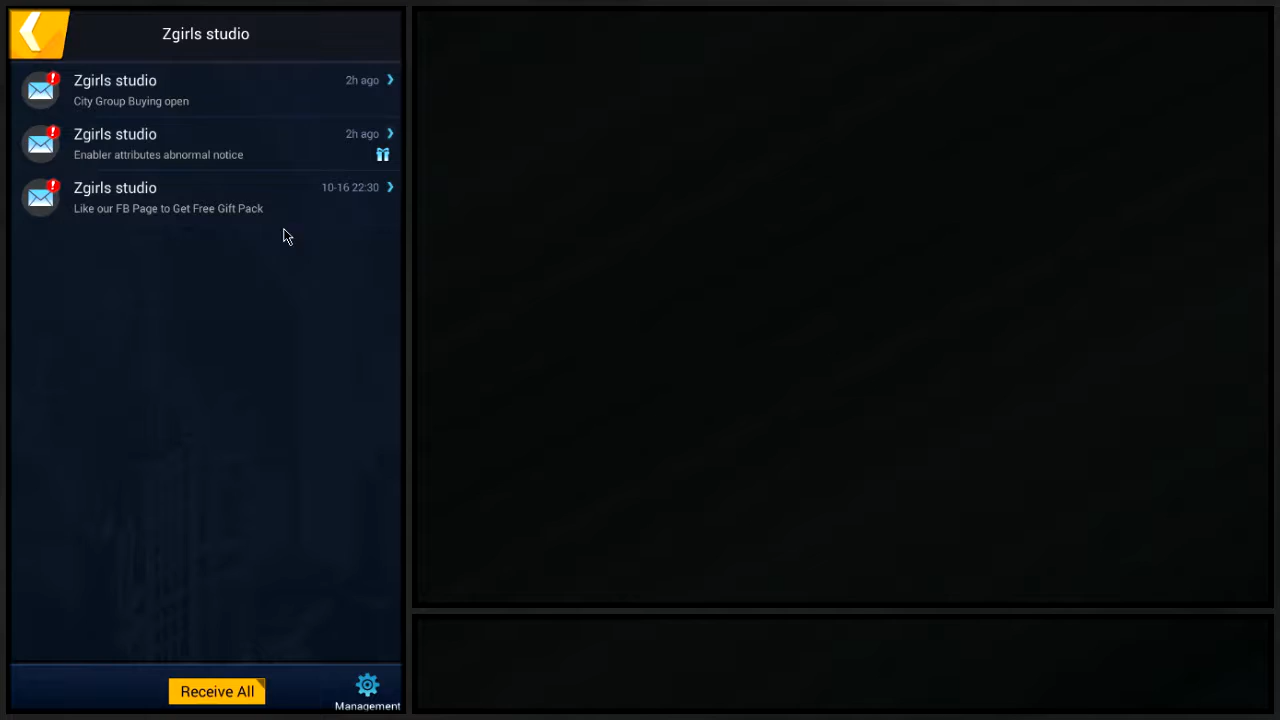 Zgirls studio
Zgirls studio 2h ago
City Group Buying open
Zgirls studio 2h ago
Enabler attributes abnormal notice
Zgirls studio 10-16 22:30
Like our FB Page to Get Free Gift Pack
Receive All
Management